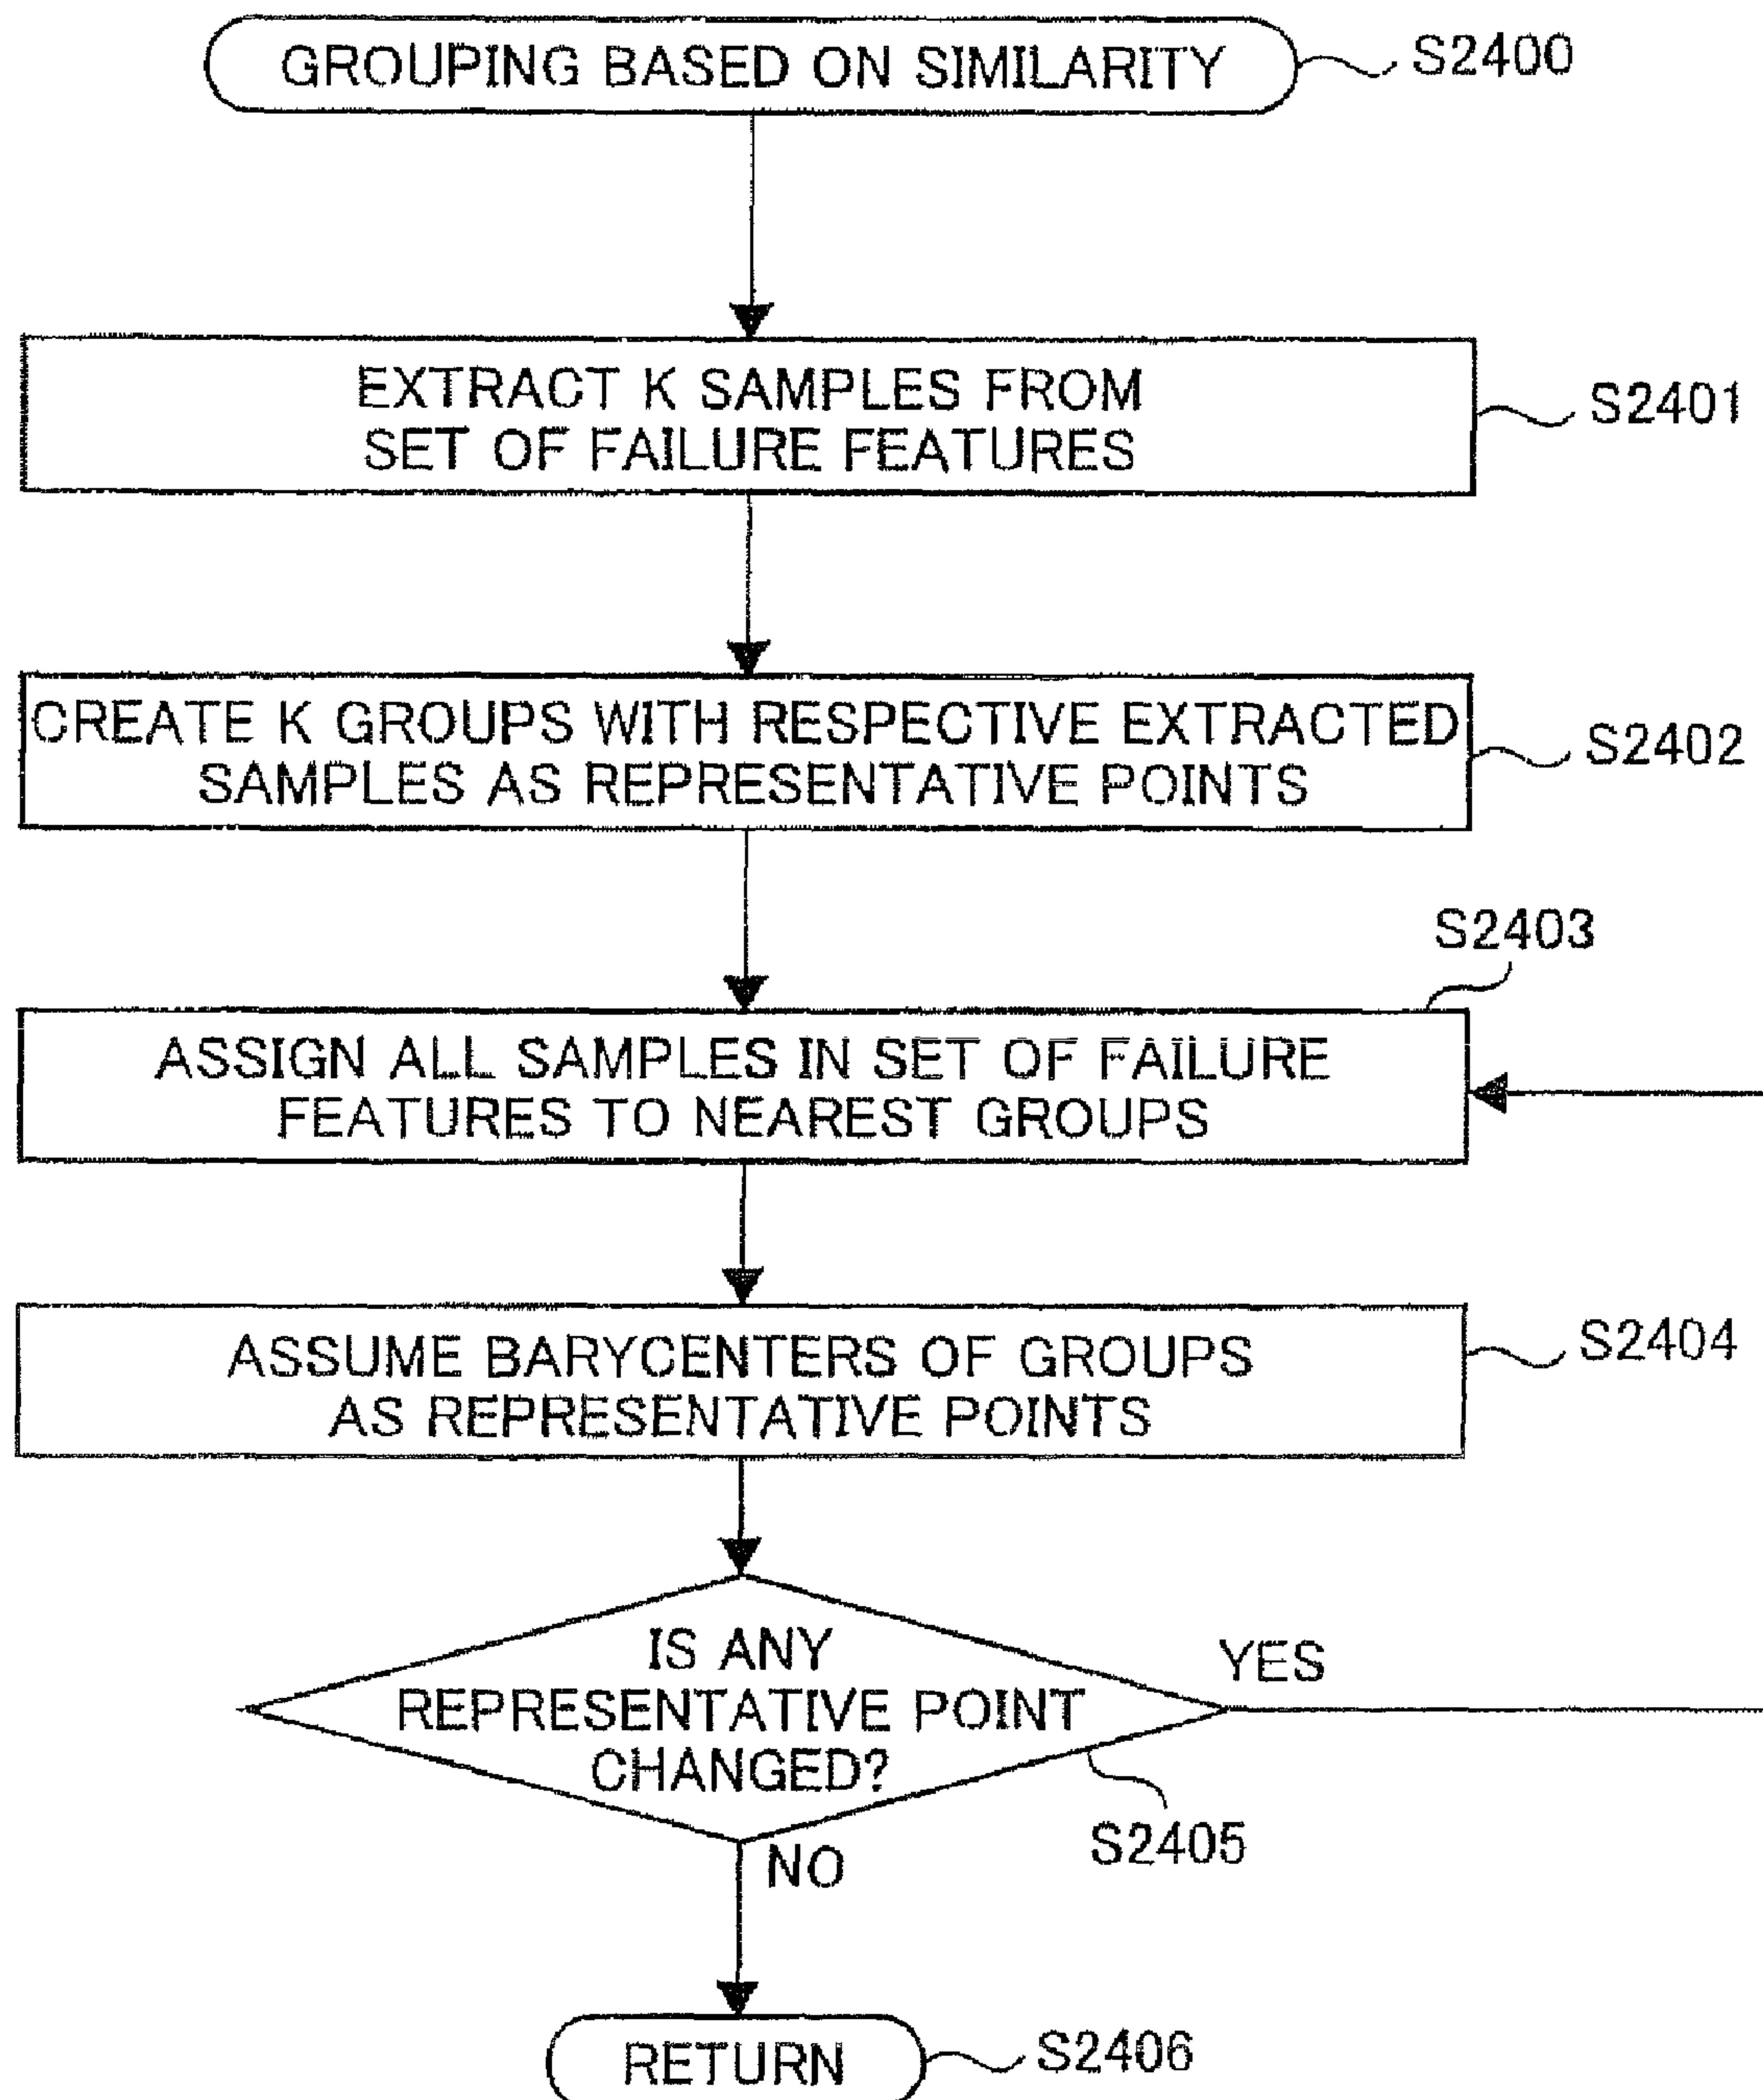 GROUPING BASED ON SIMILARITY
S2400
EXTRACT K SAMPLES FROM
SET OF FAILURE FEATURES
S2401
CREATE K GROUPS WITH RESPECTIVE EXTRACTED
SAMPLES AS REPRESENTATIVE POINTS
S2402
S2403
ASSIGN ALL SAMPLES IN SET OF FAILURE
FEATURES TO NEAREST GROUPS
ASSUME BARYCENTERS OF GROUPS
AS REPRESENTATIVE POINTS
S2404
IS ANY
REPRESENTATIVE POINT
CHANGED?
YES
S2405
NO
RETURN
S2406